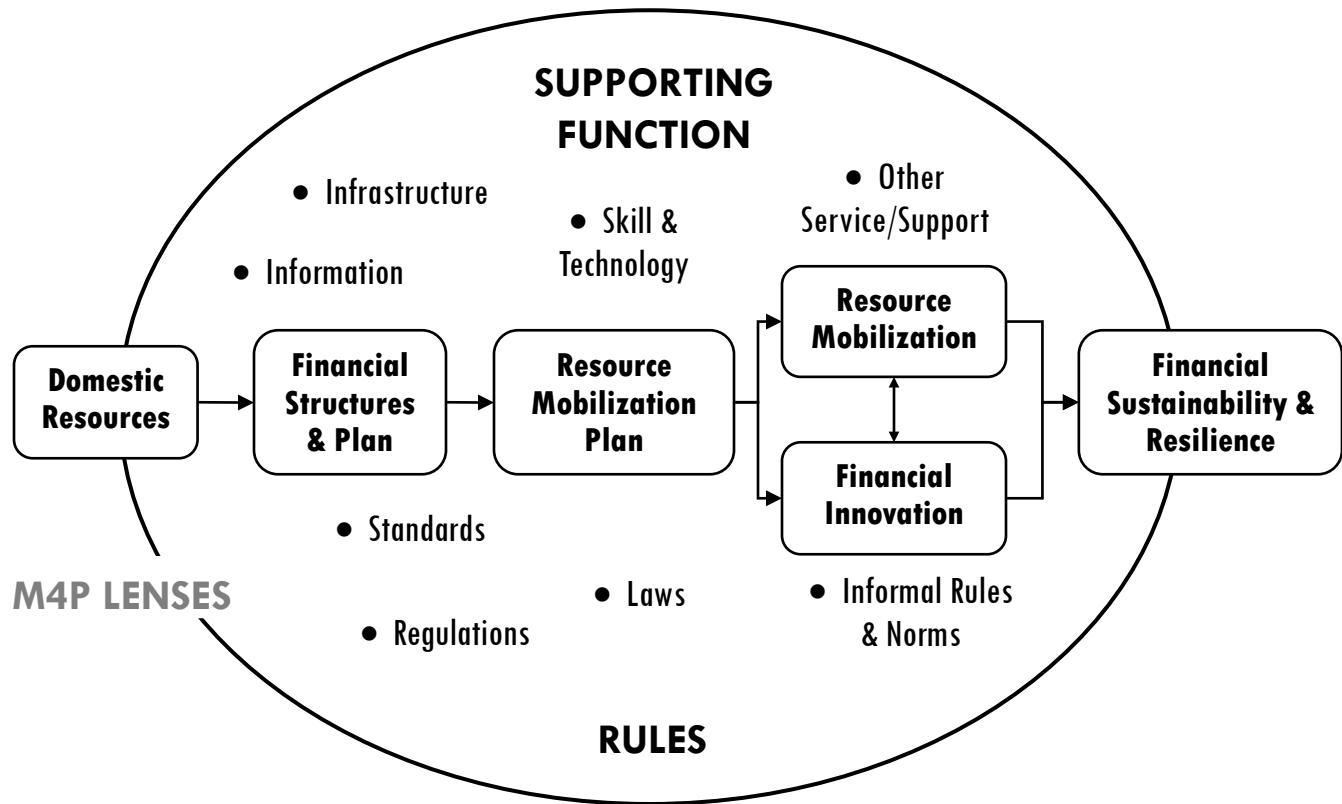 SUPPORTING
FUNCTION
● Infrastructure
● Other
Service/Support
● Skill &
Technology
● Information
Domestic
Resources
Financial
Structures
& Plan
Resource
Mobilization
Plan
Resource
Mobilization
Financial
Innovation
Financial
Sustainability &
Resilience
● Standards
M4P LENSES
● Laws
● Informal Rules
& Norms
● Regulations
RULES